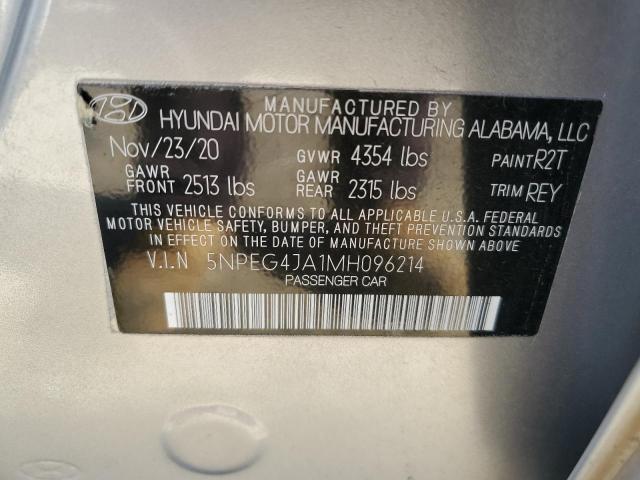 MANUFACTURED BY
HYUNDAI MOTOR MANUFACTURING ALABAMA, LLC
Nov/23/20 GVWR 4354 lbs PAINT R2T
GAWR FRONT 2513 lbs GAWR REAR 2315 lbs TRIM REY
THIS VEHICLE CONFORMS TO ALL APPLICABLE U.S.A. FEDERAL
MOTOR VEHICLE SAFETY, BUMPER, AND THEFT PREVENTION STANDARDS
IN EFFECT ON THE DATE OF MANUFACTURE SHOWN ABOVE.
V.I.N 5NPEG4JA1MH096214
PASSENGER CAR